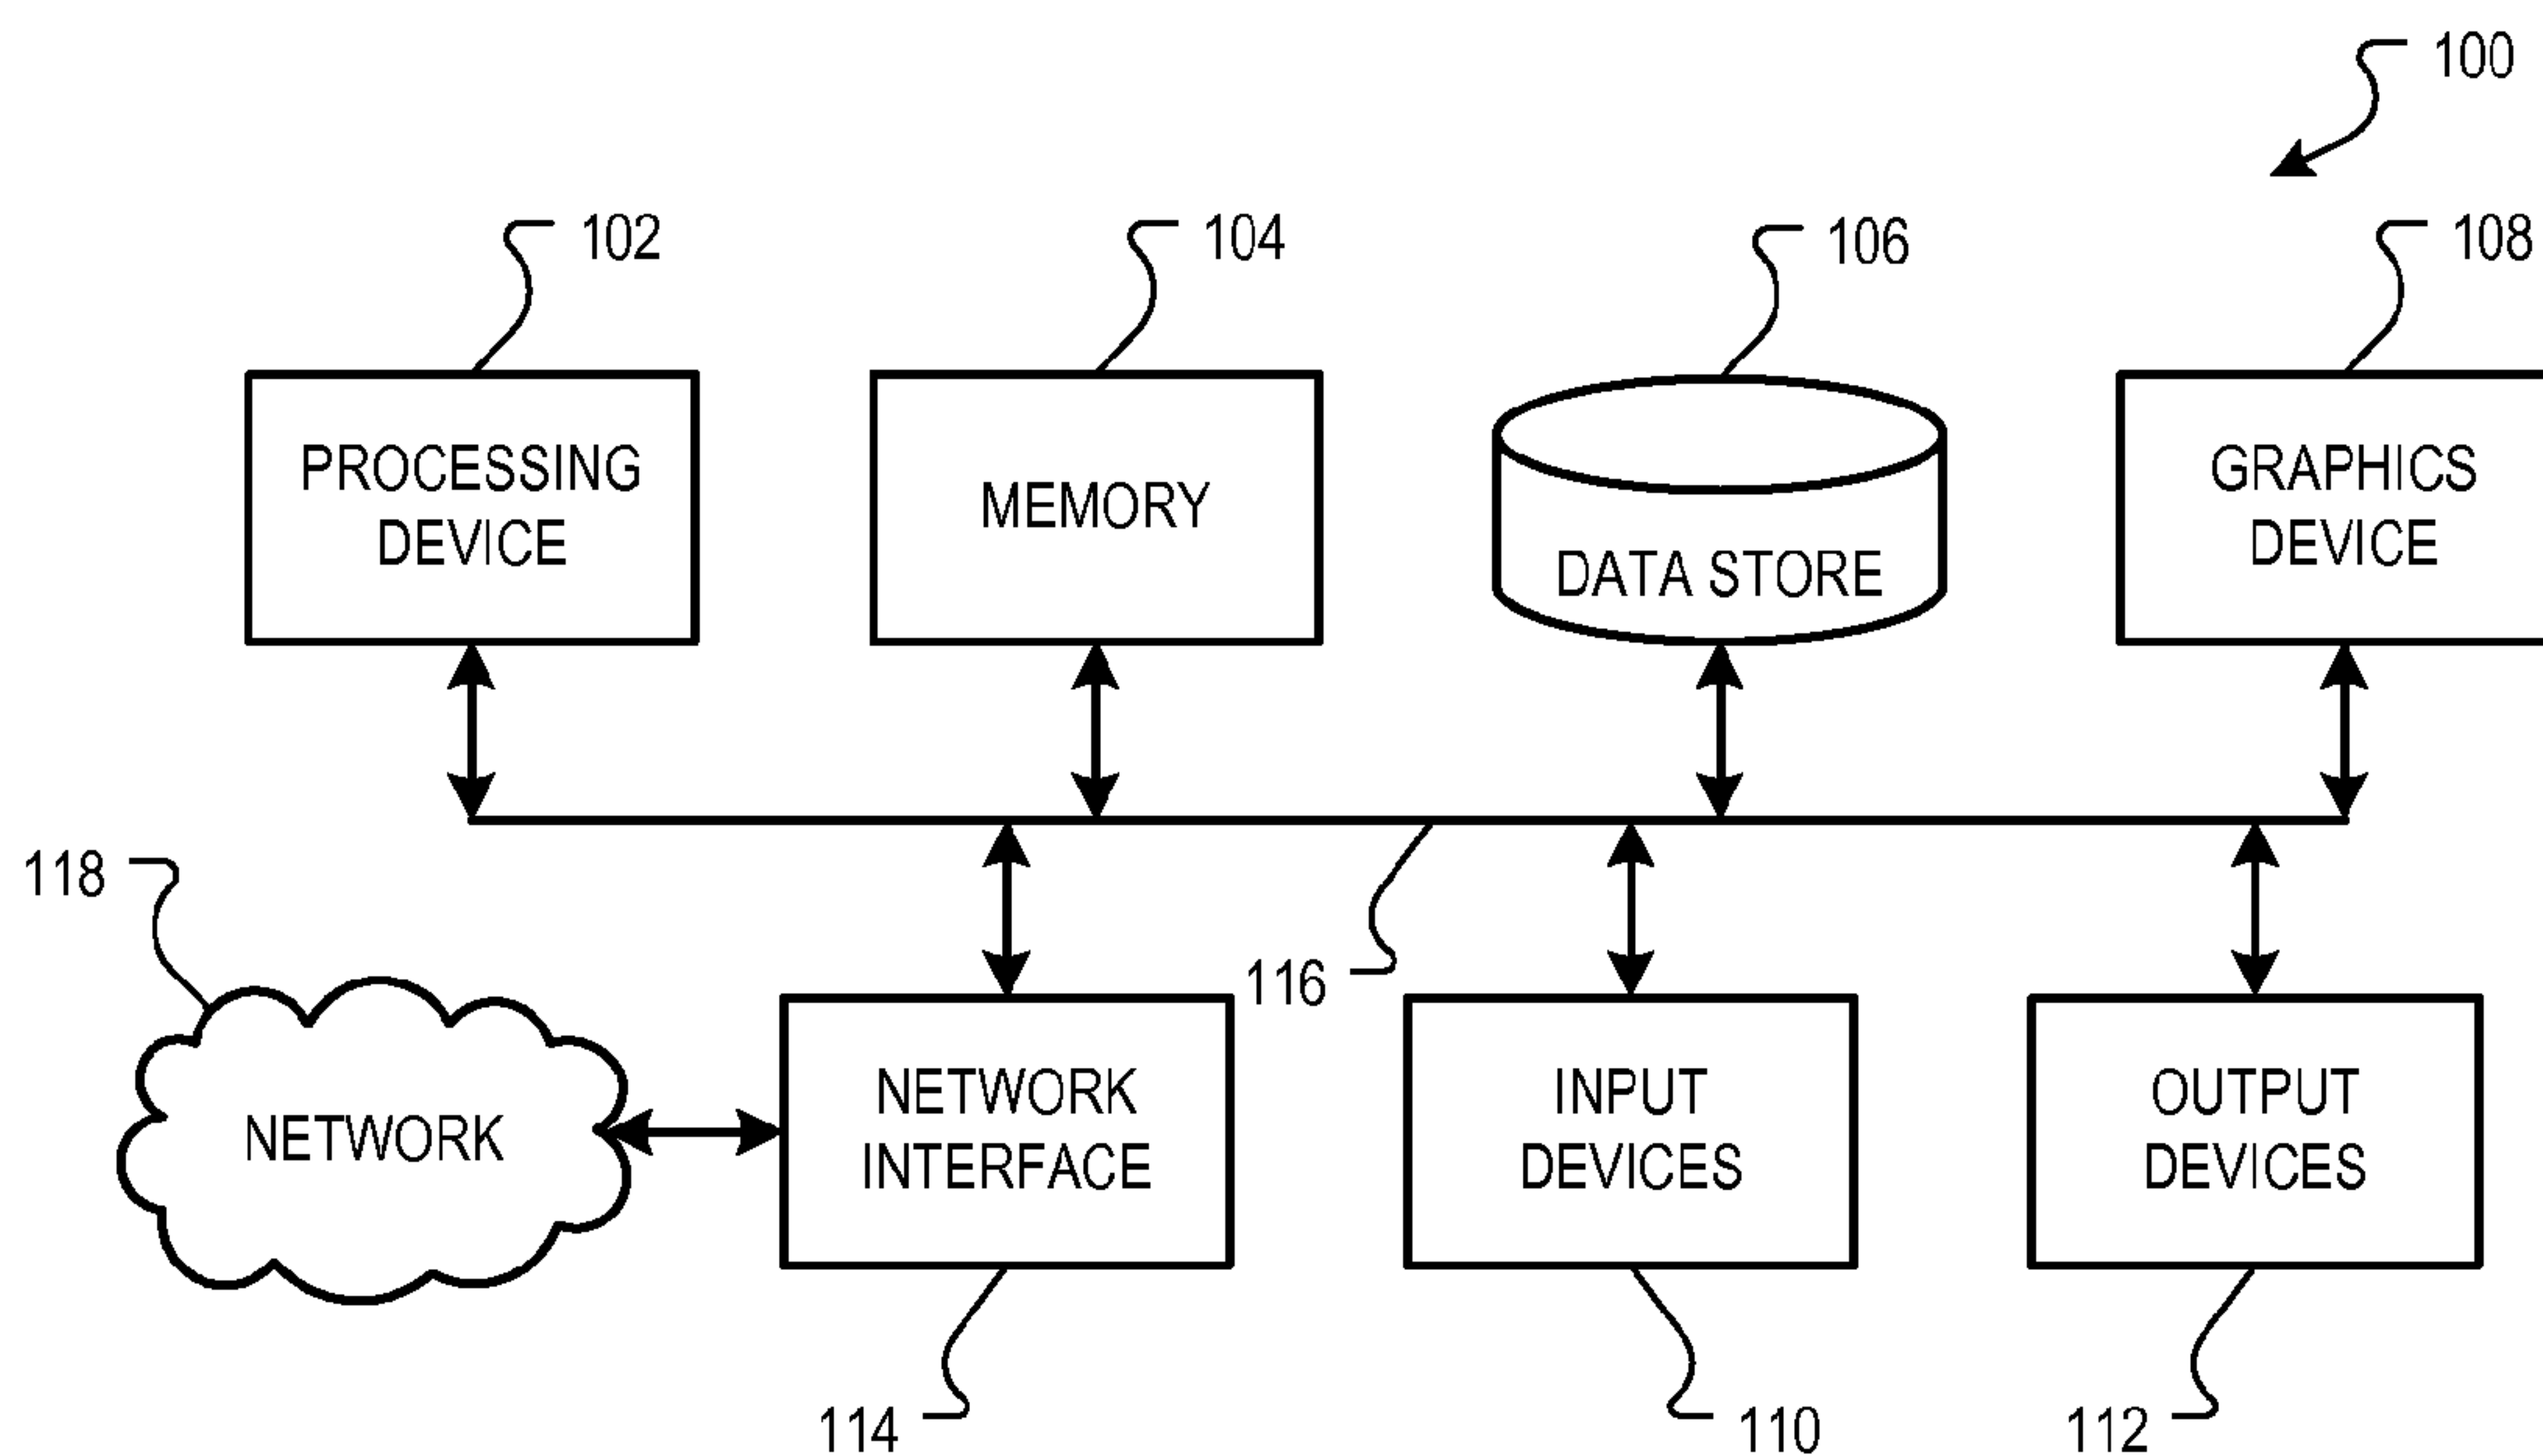 100
102
104
106
108
PROCESSING
DEVICE
MEMORY
DATA STORE
GRAPHICS
DEVICE
118
116
NETWORK
NETWORK
INTERFACE
INPUT
DEVICES
OUTPUT
DEVICES
114
110
112